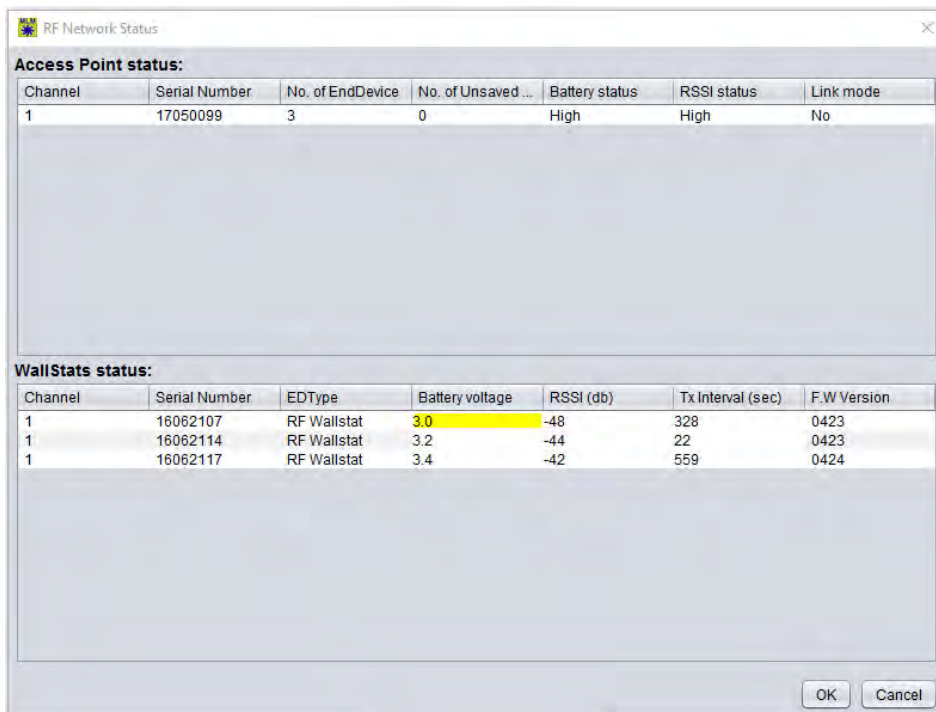 MLM
RF Network Status
Access Point status:
Channel Serial Number No. of EndDevice No. of Unsaved ... Battery status RSSI status Link mode
1 17050099 3 0 High High No
WallStats status:
Channel Serial Number EDType Battery voltage RSSI (db) Tx Interval (sec) F.W Version
1 16062107 RF Wallstat 3.0 -48 328 0423
1 16062114 RF Wallstat 3.2 -44 22 0423
1 16062117 RF Wallstat 3.4 -42 559 0424
OK Cancel